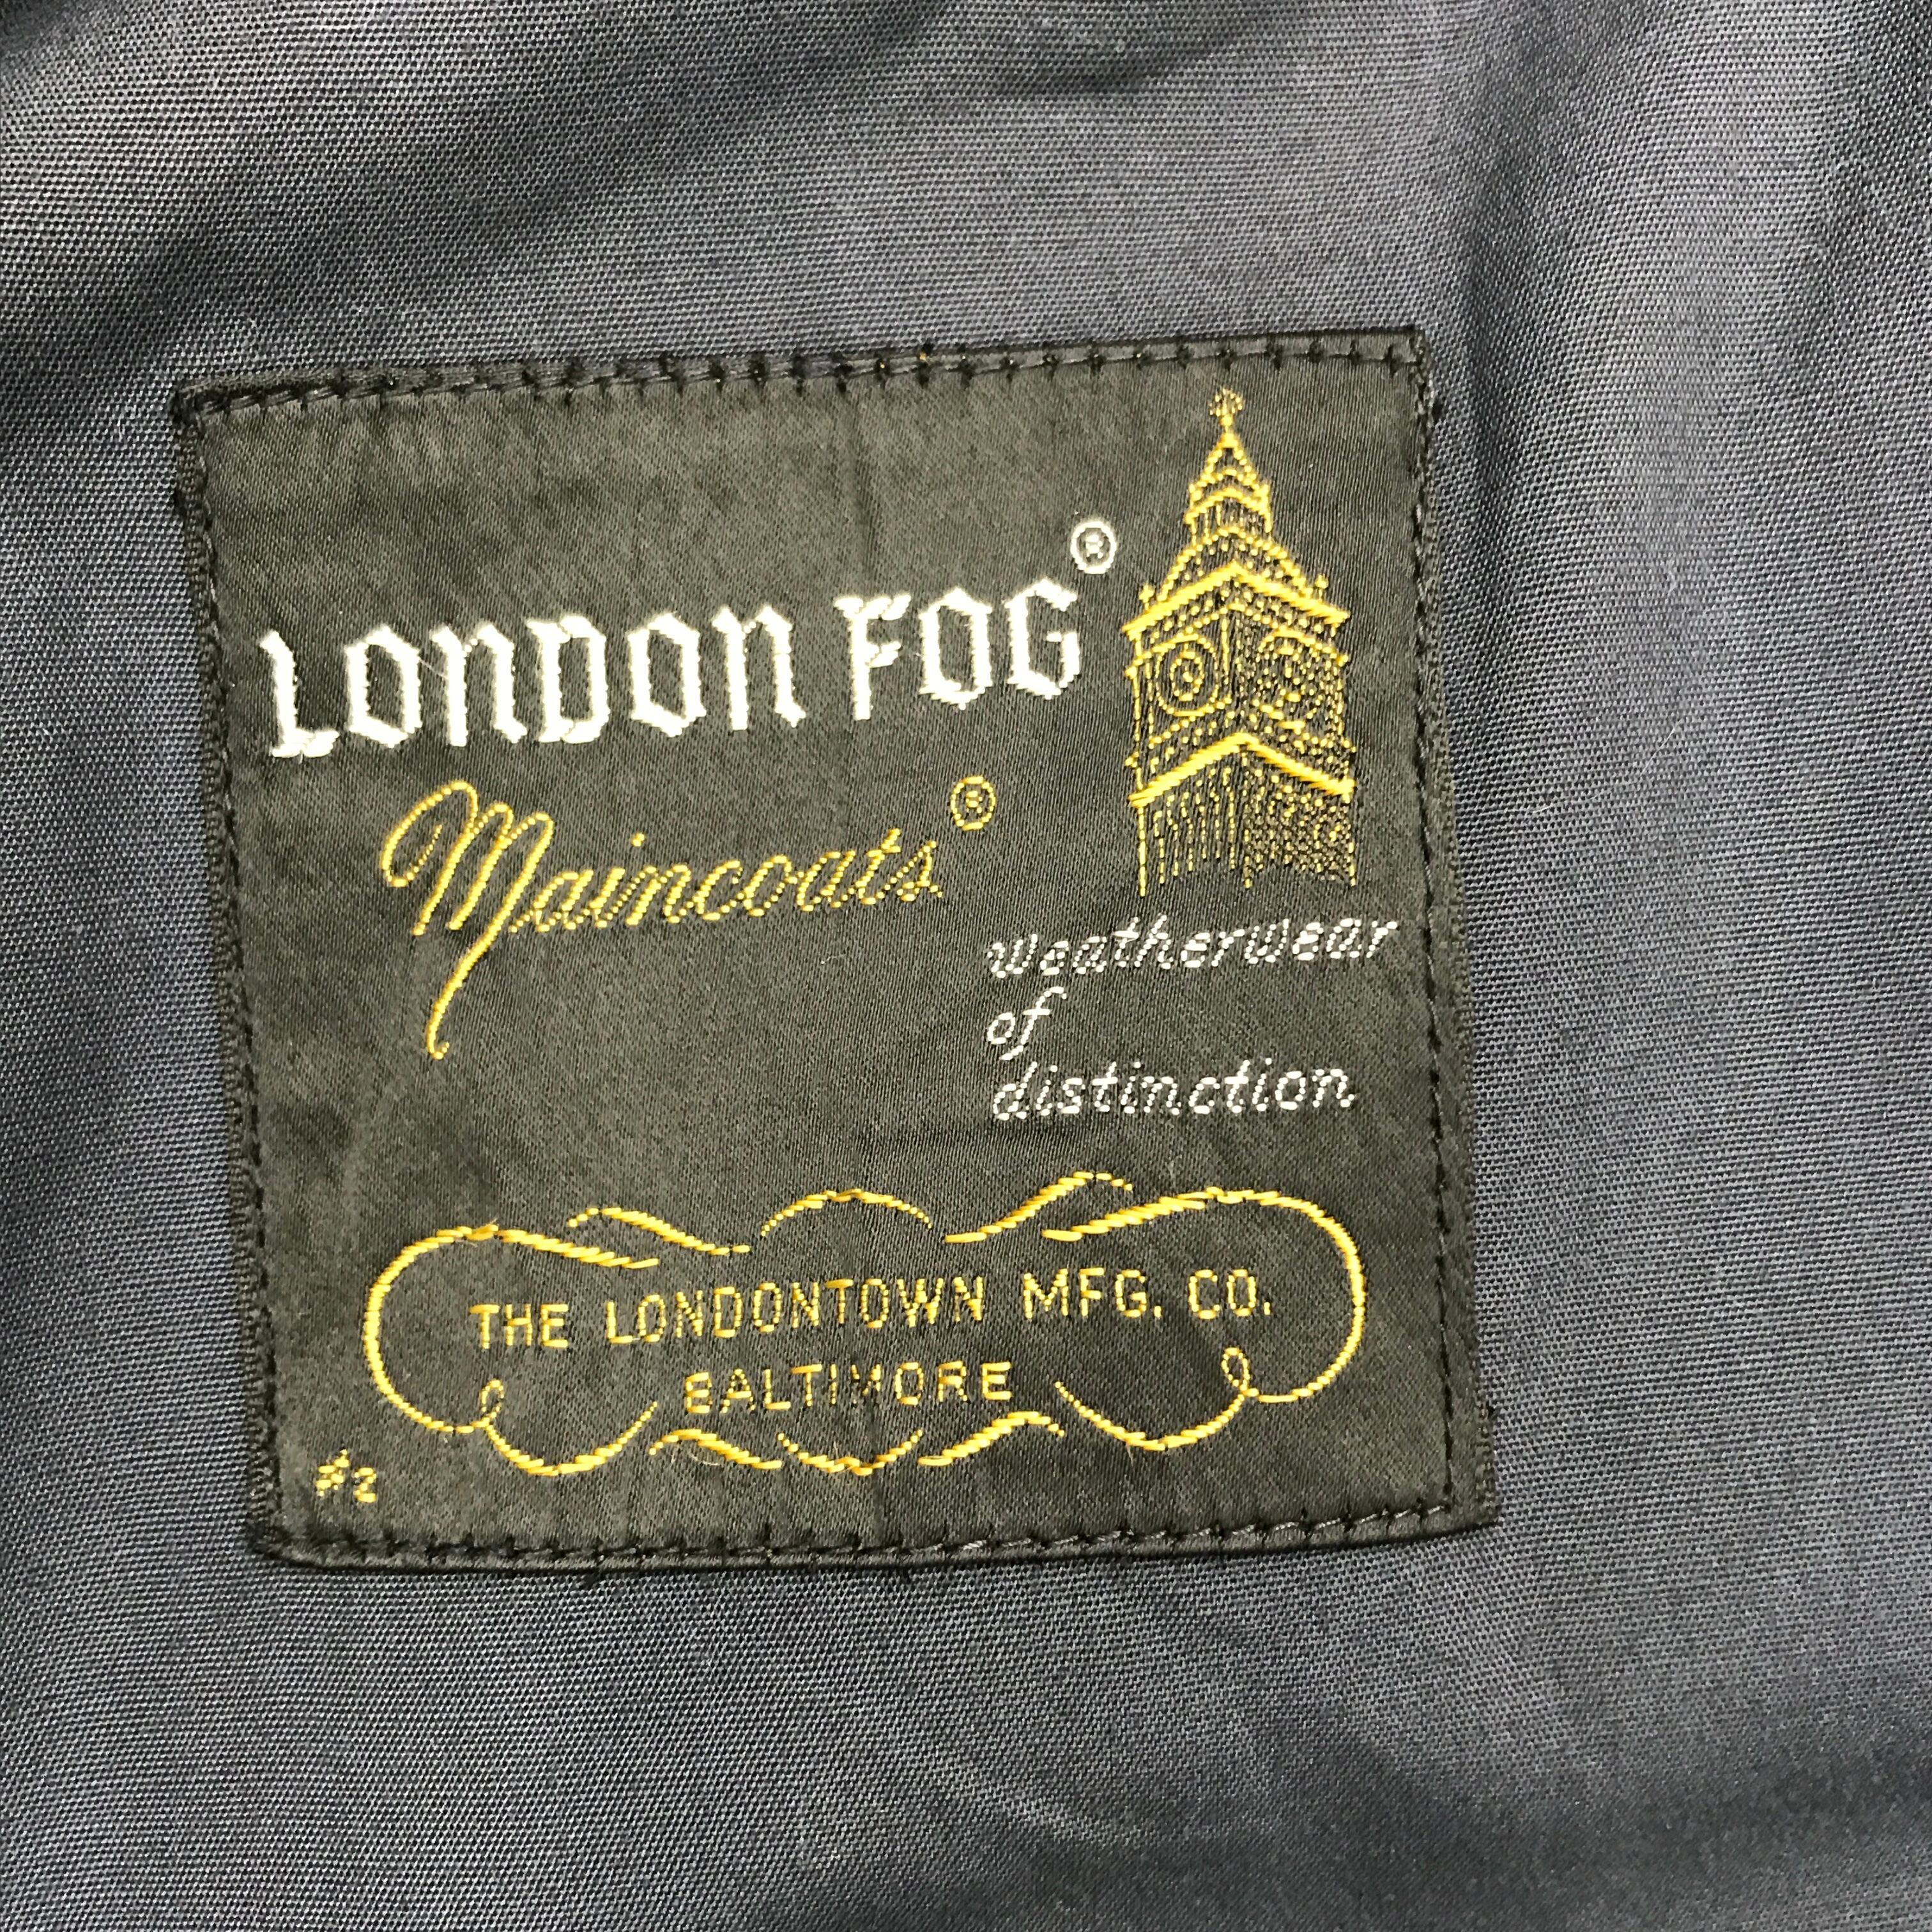 LONDON FOG®
Maincoats®
weatherwear
of
distinction
THE LONDONTOWN MFG. CO.
BALTIMORE
#2